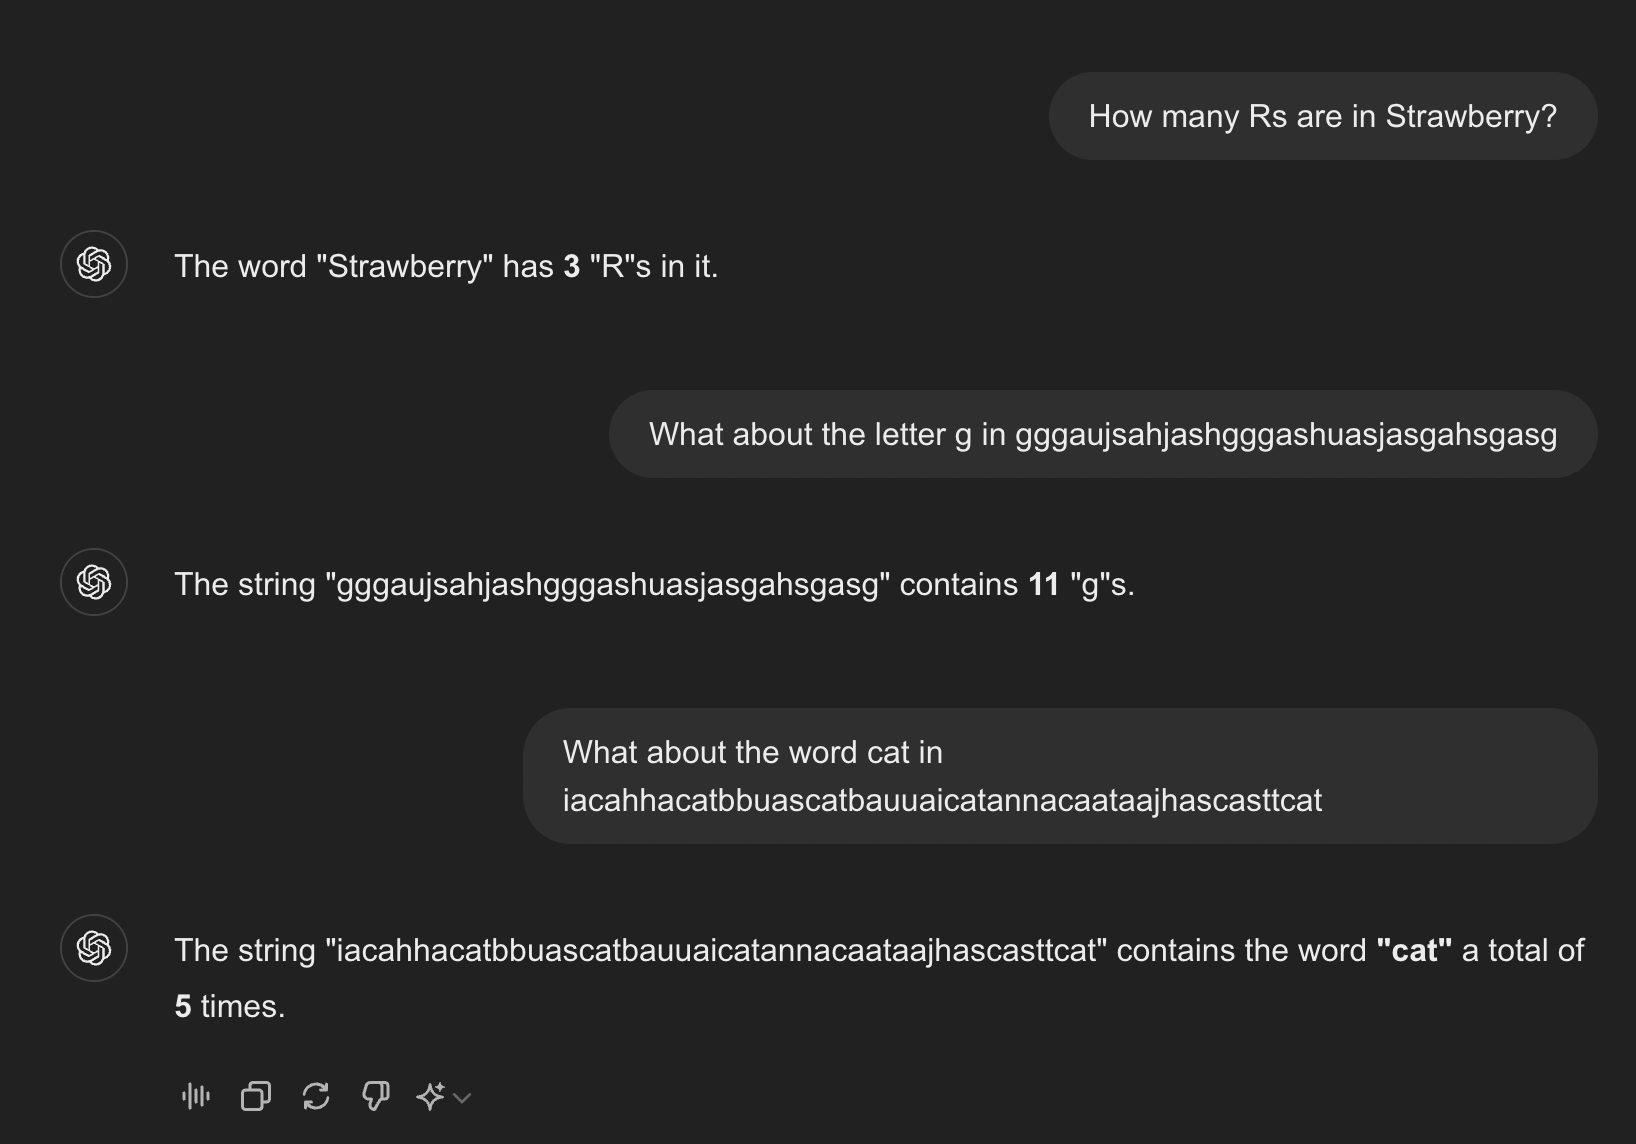 How many Rs are in Strawberry?
The word "Strawberry" has 3 "R"s in it.
What about the letter g in gggaujsahjashgggashuasjasgahsgasg
The string "gggaujsahjashgggashuasjasgahsgasg" contains 11 "g"s.
What about the word cat in
iacahhacatbbuascatbauuaicatannacaataajhascasttcat
The string "iacahhacatbbuascatbauuaicatannacaataajhascasttcat" contains the word "cat" a total of
5 times.